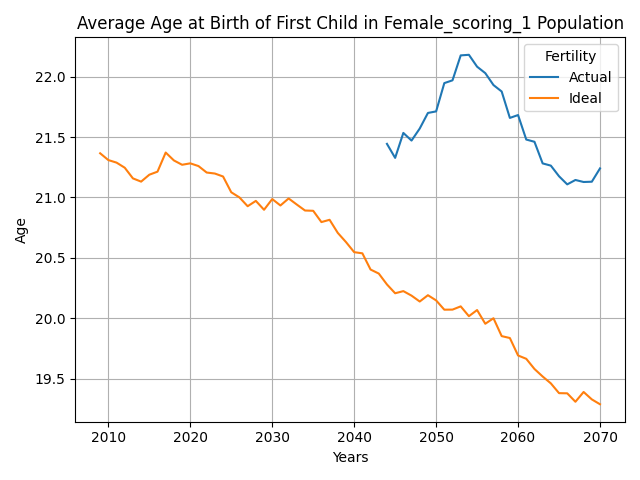 Average Age at Birth of First Child in Female_scoring_1 Population
Fertility
Actual
Ideal
22.0
21.5
21.0
20.5
20.0
19.5
Age
2010 2020 2030 2040 2050 2060 2070
Years